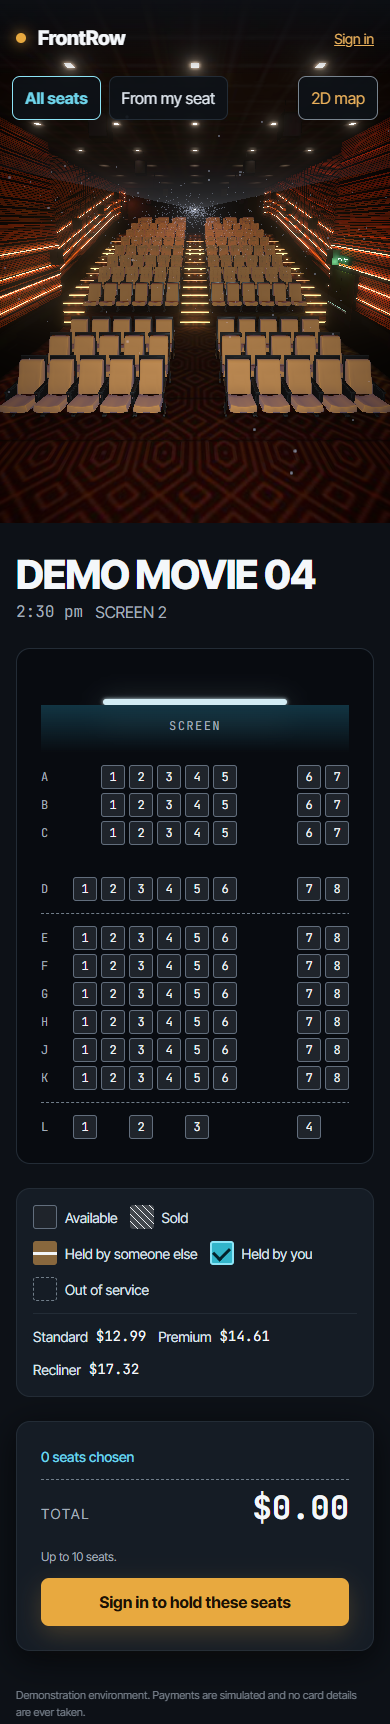 FrontRow
Sign in
All seats
From my seat
2D map
DEMO MOVIE 04
2:30 pm SCREEN 2
SCREEN
A 1 2 3 4 5 6 7
B 1 2 3 4 5 6 7
C 1 2 3 4 5 6 7
D 1 2 3 4 5 6 7 8
E 1 2 3 4 5 6 7 8
F 1 2 3 4 5 6 7 8
G 1 2 3 4 5 6 7 8
H 1 2 3 4 5 6 7 8
J 1 2 3 4 5 6 7 8
K 1 2 3 4 5 6 7 8
L 1 2 3 4
Available Sold
Held by someone else Held by you
Out of service
Standard $12.99 Premium $14.61
Recliner $17.32
0 seats chosen
TOTAL $0.00
Up to 10 seats.
Sign in to hold these seats
Demonstration environment. Payments are simulated and no card details
are ever taken.